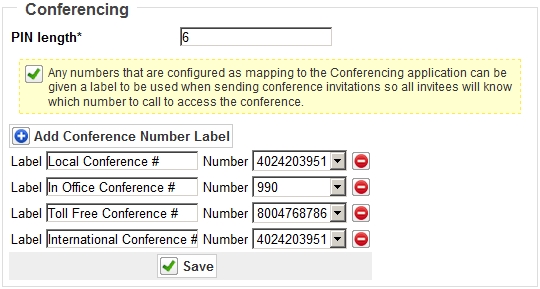 Conferencing
PIN length* 6
Any numbers that are configured as mapping to the Conferencing application can be
given a label to be used when sending conference invitations so all invitees will know
which number to call to access the conference.
Add Conference Number Label
Label Local Conference # Number 4024203951
Label In Office Conference # Number 990
Label Toll Free Conference # Number 8004768786
Label International Conference # Number 4024203951
Save